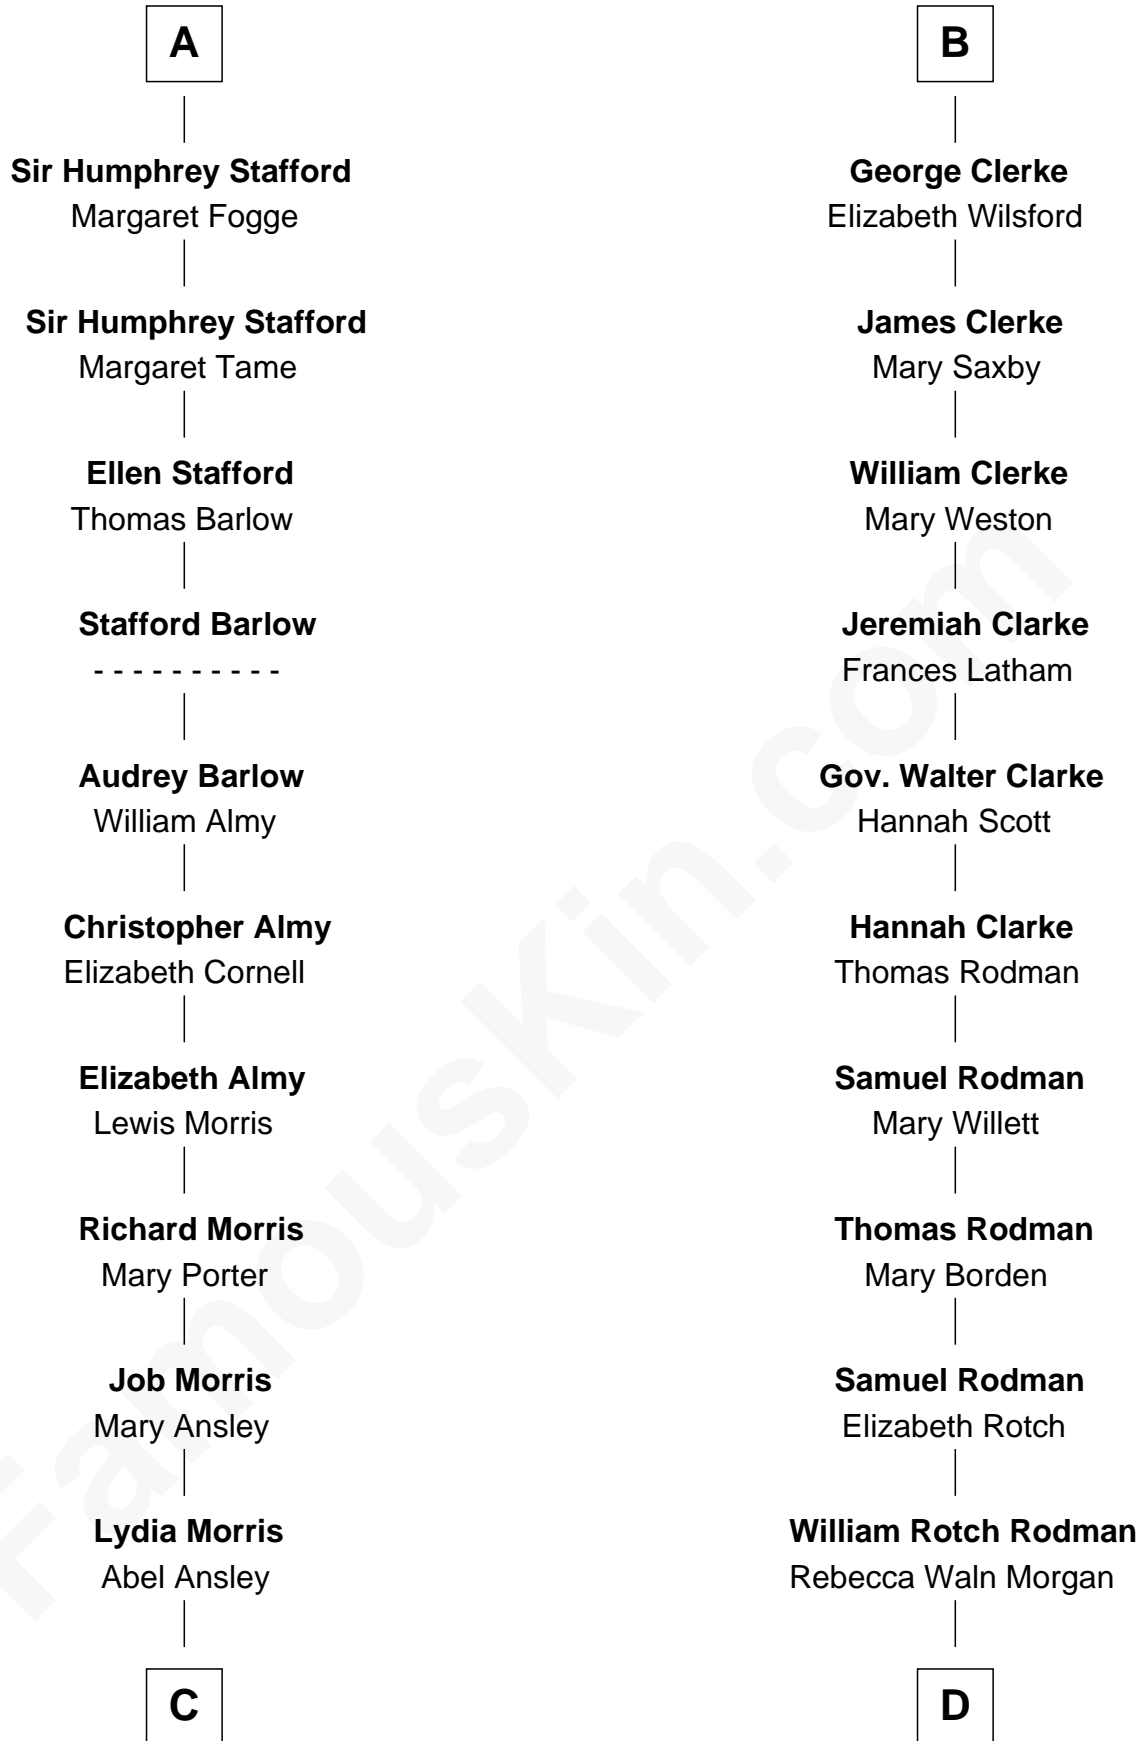 A
Sir Humphrey Stafford
Margaret Fogge
Sir Humphrey Stafford
Margaret Tame
Ellen Stafford
Thomas Barlow
Stafford Barlow
- - - - - - - - - -
Audrey Barlow
William Almy
Christopher Almy
Elizabeth Cornell
Elizabeth Almy
Lewis Morris
Richard Morris
Mary Porter
Job Morris
Mary Ansley
Lydia Morris
Abel Ansley
C
B
George Clerke
Elizabeth Wilsford
James Clerke
Mary Saxby
William Clerke
Mary Weston
Jeremiah Clarke
Frances Latham
Gov. Walter Clarke
Hannah Scott
Hannah Clarke
Thomas Rodman
Samuel Rodman
Mary Willett
Thomas Rodman
Mary Borden
Samuel Rodman
Elizabeth Rotch
William Rotch Rodman
Rebecca Waln Morgan
D
FamousKin.com